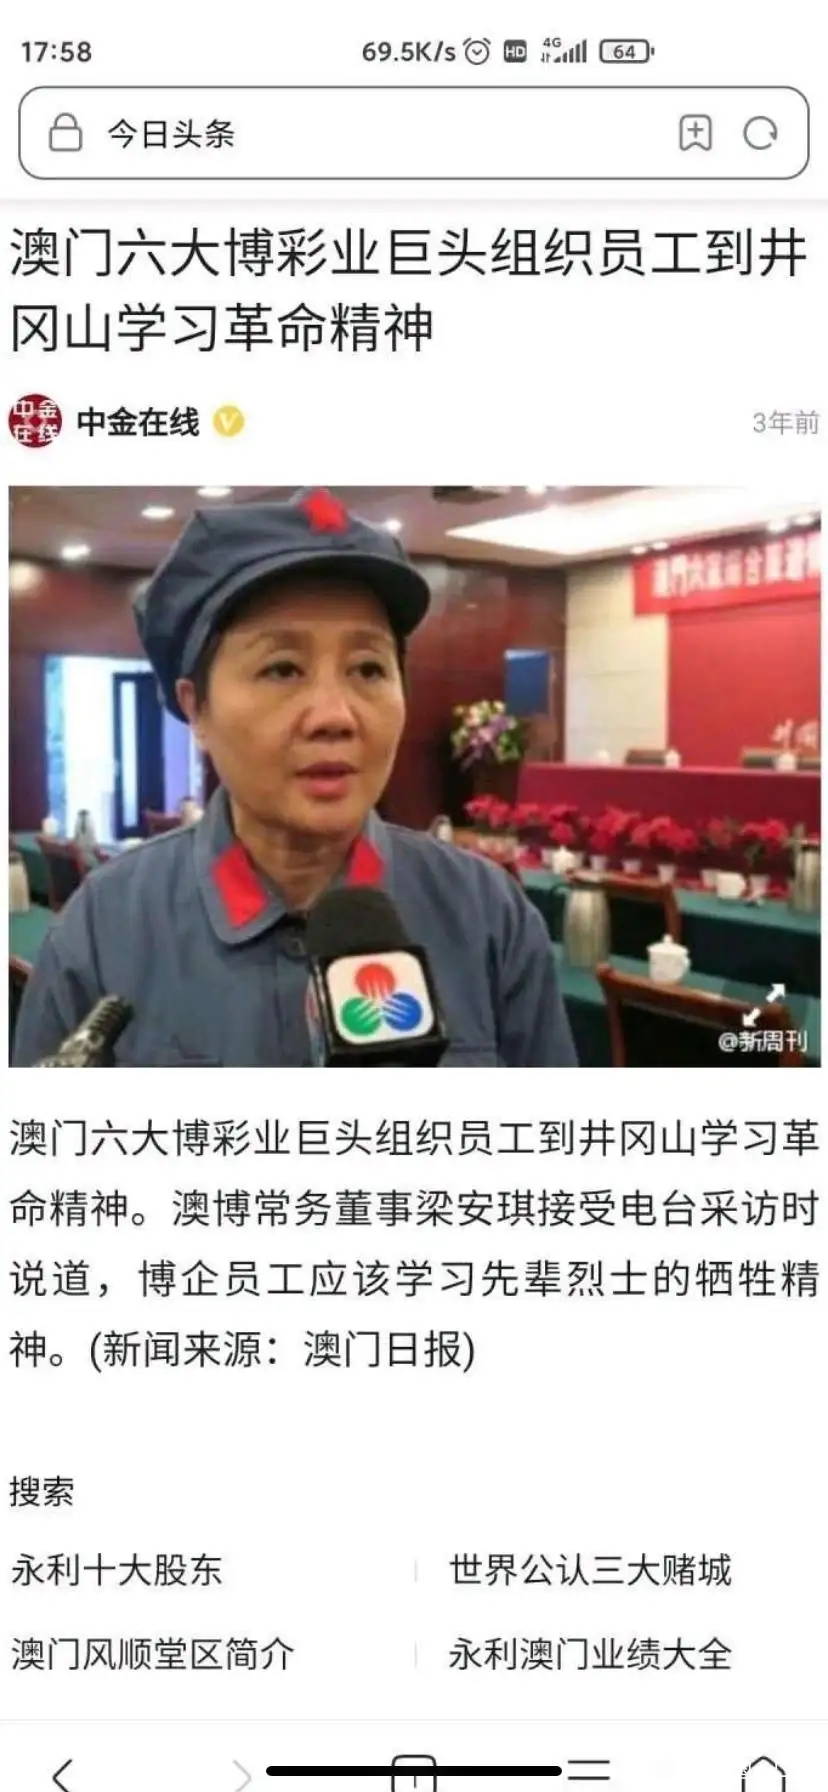 17:58
69.5K/s HD 4G 64
今日头条
澳门六大博彩业巨头组织员工到井
冈山学习革命精神
中金
在线
中金在线 V
3年前
@新周刊
澳门六大博彩业巨头组织员工到井冈山学习革
命精神。澳博常务董事梁安琪接受电台采访时
说道，博企员工应该学习先辈烈士的牺牲精
神。(新闻来源：澳门日报)
搜索
永利十大股东
世界公认三大赌城
澳门风顺堂区简介
永利澳门业绩大全